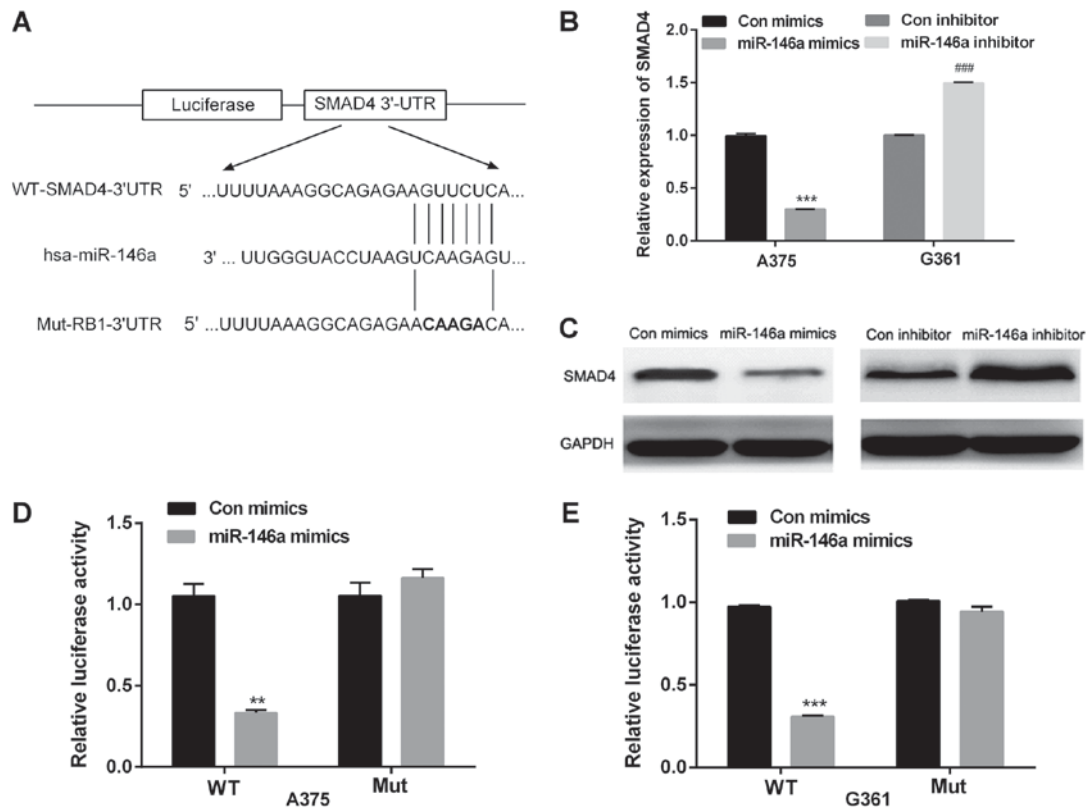 A
Luciferase
SMAD4 3'-UTR
WT-SMAD4-3'UTR 5' ...UUUUAAAGGCAGAGAAGUUCUCA...
hsa-miR-146a 3' ... UUGGGUACCUAAGUCAAGAGU...
Mut-RB1-3'UTR 5' ...UUUUAAAGGCAGAGAACAAGACA...
B
Con mimics
miR-146a mimics
Con inhibitor
miR-146a inhibitor
Relative expression of SMAD4
2.0
1.5
1.0
0.5
0.0
***
###
A375
G361
C
Con mimics miR-146a mimics
Con inhibitor miR-146a inhibitor
SMAD4
GAPDH
D
Con mimics
miR-146a mimics
Relative luciferase activity
1.5
1.0
0.5
0.0
**
WT
Mut
A375
E
Con mimics
miR-146a mimics
Relative luciferase activity
1.5
1.0
0.5
0.0
***
WT
Mut
G361